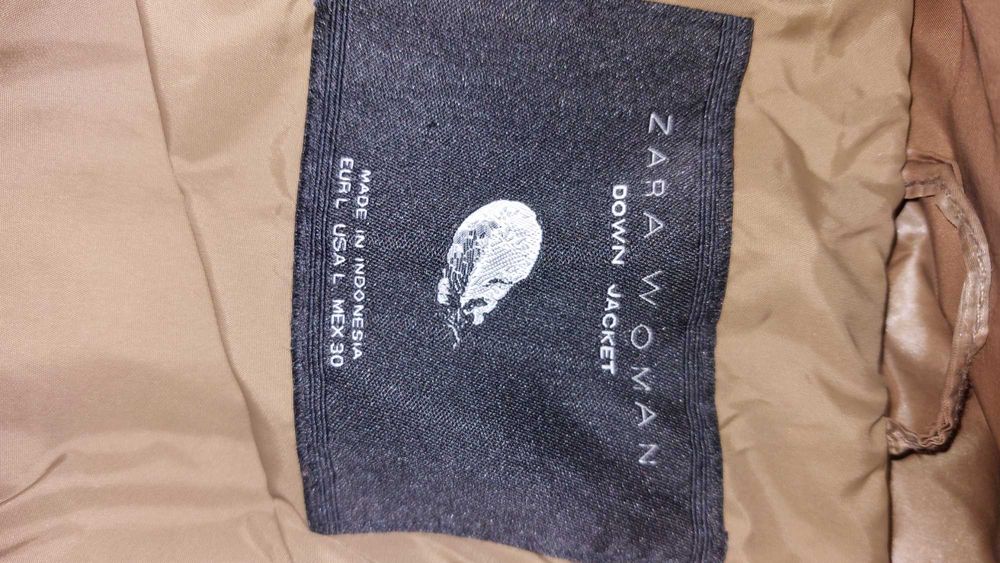 ZARA WOMAN
DOWN JACKET
MADE IN INDONESIA
EUR L USA L MEX 30